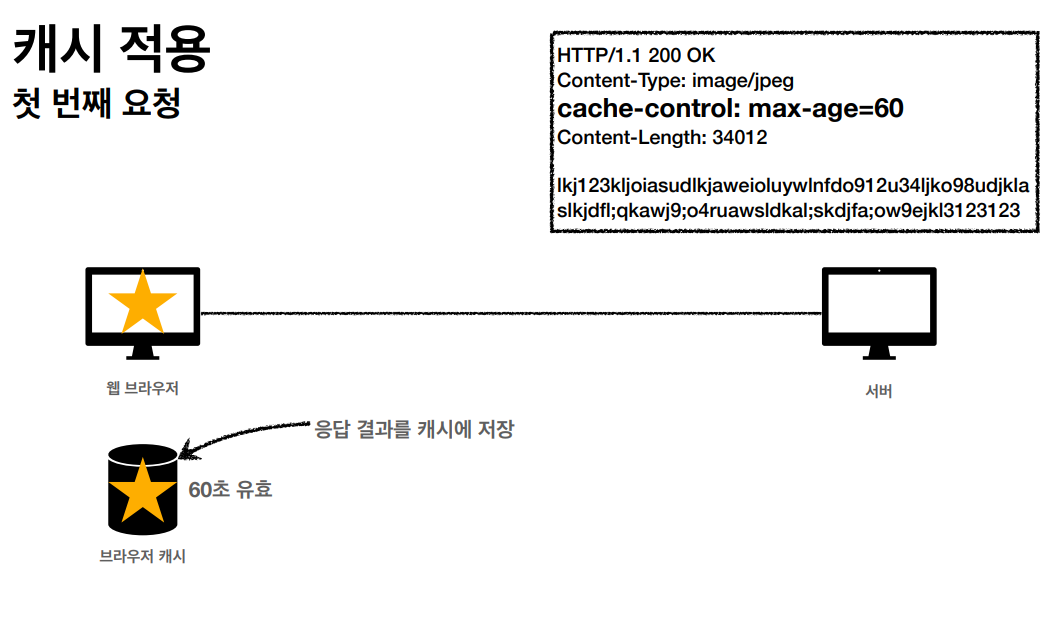 캐시 적용
첫 번째 요청
HTTP/1.1 200 OK
Content-Type: image/jpeg
cache-control: max-age=60
Content-Length: 34012
lkj123kljoiasudlkjaweioluywlnfdo912u34ljko98udjkla
slkjdfl;qkawj9;o4ruawsldkal;skdjfa;ow9ejkl3123123
웹 브라우저
서버
응답 결과를 캐시에 저장
60초 유효
브라우저 캐시